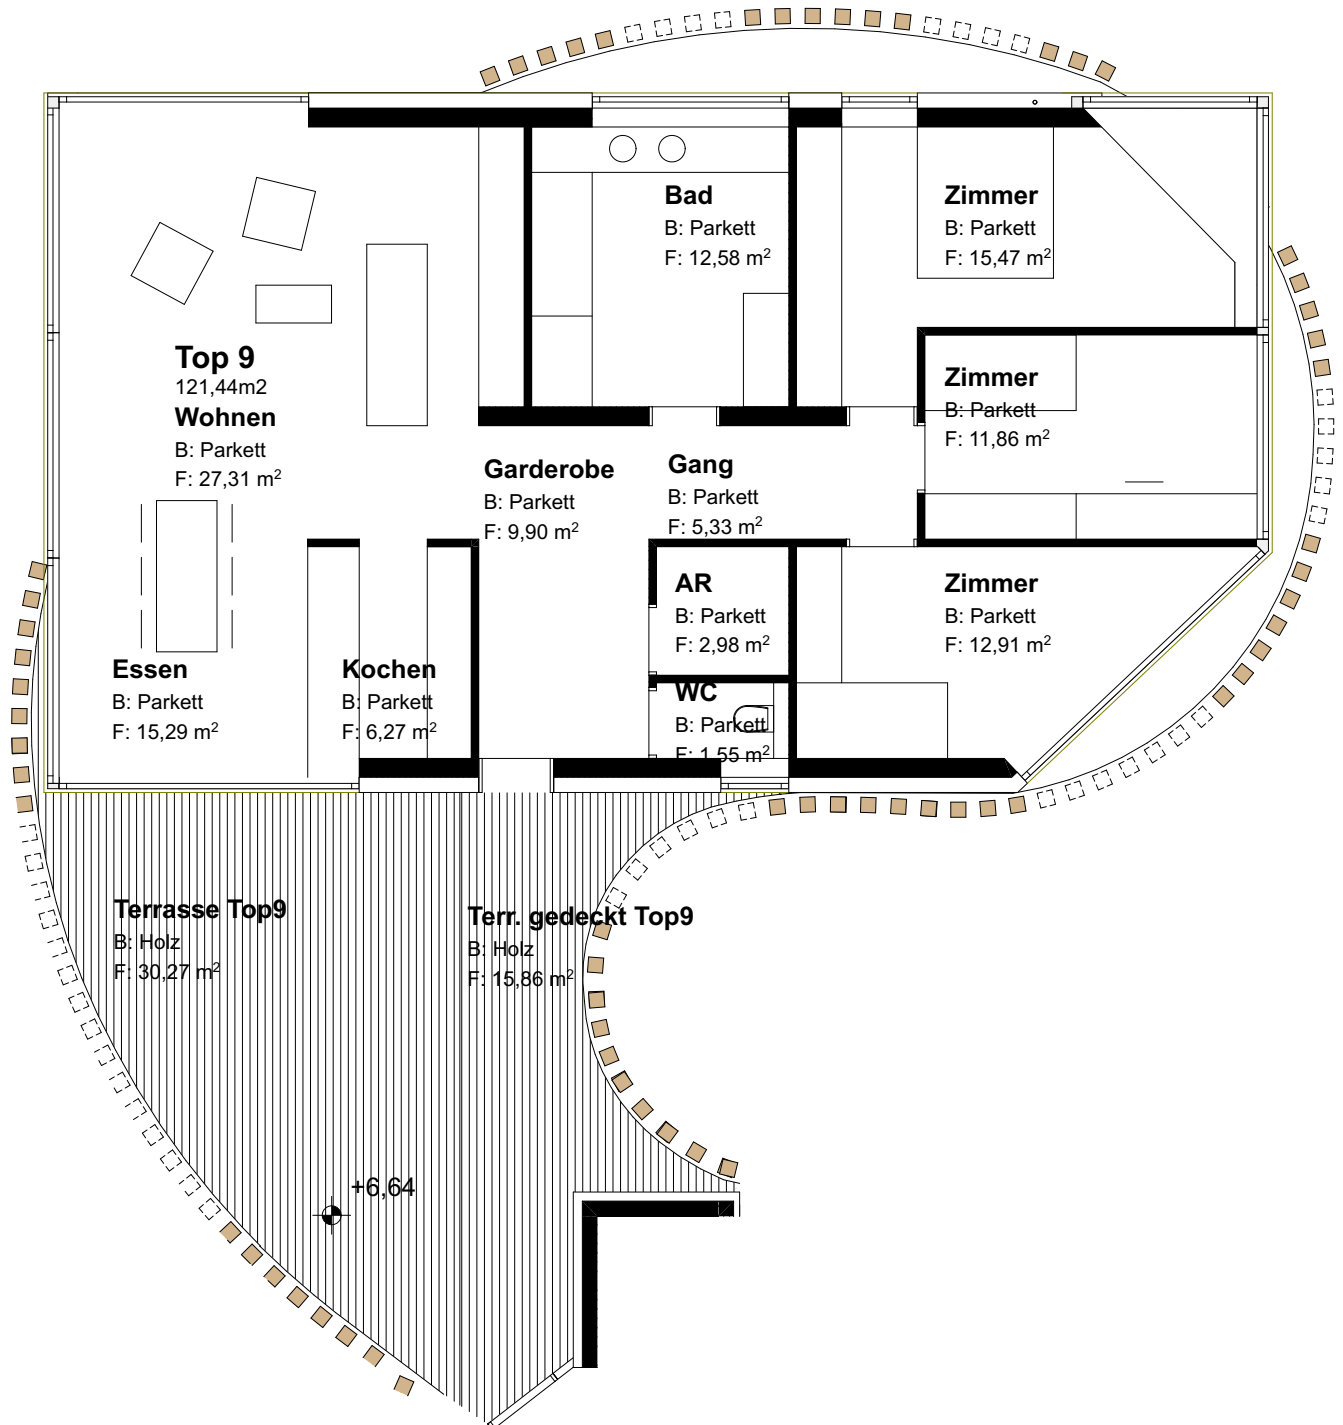 Bad
B: Parkett
F: 12,58 m²
Zimmer
B: Parkett
F: 15,47 m²
Top 9
121,44m2
Wohnen
B: Parkett
F: 27,31 m²
Zimmer
B: Parkett
F: 11,86 m²
Garderobe
B: Parkett
F: 9,90 m²
Gang
B: Parkett
F: 5,33 m²
AR
B: Parkett
F: 2,98 m²
Zimmer
B: Parkett
F: 12,91 m²
Essen
B: Parkett
F: 15,29 m²
Kochen
B: Parkett
F: 6,27 m²
WC
B: Parkett
F: 1,55 m²
Terrasse Top9
B: Holz
F: 30,27 m²
Terr. gedeckt Top9
B: Holz
F: 15,86 m²
+6,64